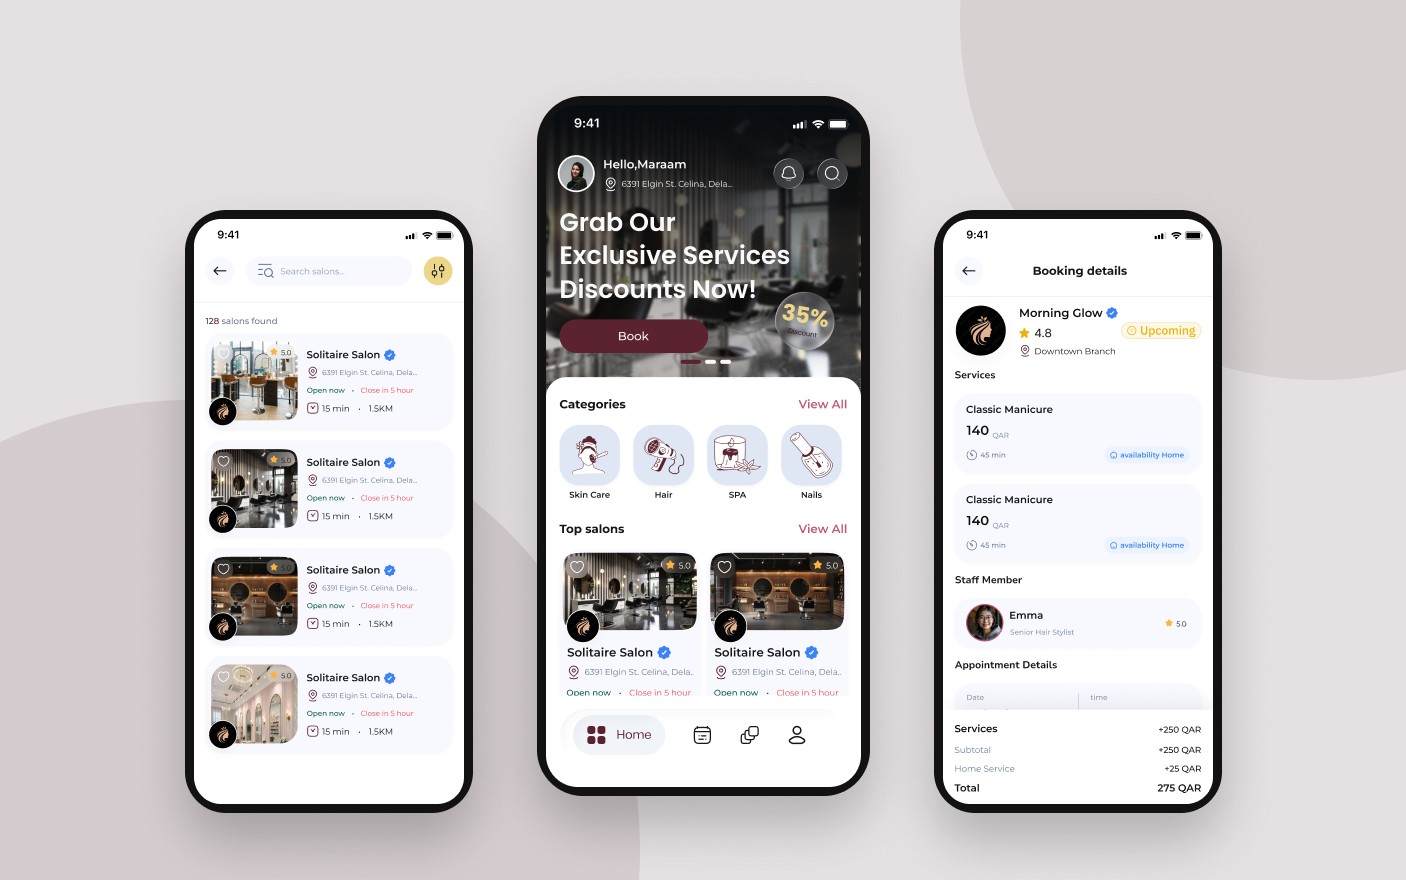 9:41
Search salons...
128 salons found
5.0
Solitaire Salon
6391 Elgin St. Celina, Dela...
Open now • Close in 5 hour
15 min • 1.5KM
5.0
Solitaire Salon
6391 Elgin St. Celina, Dela...
Open now • Close in 5 hour
15 min • 1.5KM
5.0
Solitaire Salon
6391 Elgin St. Celina, Dela...
Open now • Close in 5 hour
15 min • 1.5KM
5.0
Solitaire Salon
6391 Elgin St. Celina, Dela...
Open now • Close in 5 hour
15 min • 1.5KM
9:41
Hello,Maraam
6391 Elgin St. Celina, Dela...
Grab Our
Exclusive Services
Discounts Now!
35%
Discount
Book
Categories View All
Skin Care Hair SPA Nails
Top salons View All
5.0 5.0
Solitaire Salon Solitaire Salon
6391 Elgin St. Celina, Dela.. 6391 Elgin St. Celina, Dela..
Open now • Close in 5 hour Open now • Close in 5 hour
Home
9:41
Booking details
Morning Glow
4.8
Upcoming
Downtown Branch
Services
Classic Manicure
140 QAR
45 min availability Home
Classic Manicure
140 QAR
45 min availability Home
Staff Member
Emma
Senior Hair Stylist
5.0
Appointment Details
Date time
Services +250 QAR
Subtotal +250 QAR
Home Service +25 QAR
Total 275 QAR